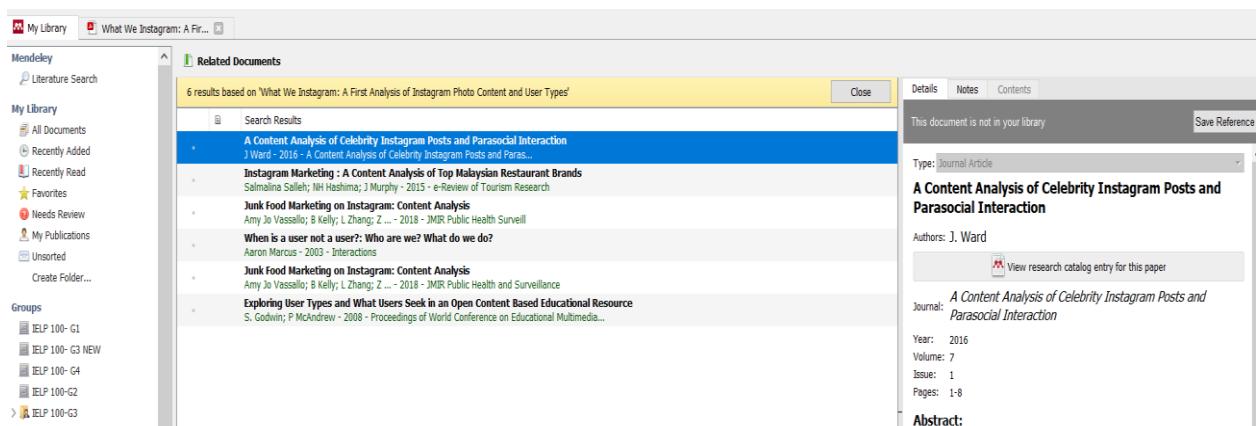 My Library
What We Instagram: A Fir...
Mendeley
Literature Search
My Library
All Documents
Recently Added
Recently Read
Favorites
Needs Review
My Publications
Unsorted
Create Folder...
Groups
IELP 100- G1
IELP 100- G3 NEW
IELP 100- G4
IELP 100-G2
IELP 100-G3
Related Documents
6 results based on 'What We Instagram: A First Analysis of Instagram Photo Content and User Types'
Close
Search Results
A Content Analysis of Celebrity Instagram Posts and Parasocial Interaction
J Ward - 2016 - A Content Analysis of Celebrity Instagram Posts and Paras...
Instagram Marketing : A Content Analysis of Top Malaysian Restaurant Brands
Salmalina Salleh; NH Hashima; J Murphy - 2015 - e-Review of Tourism Research
Junk Food Marketing on Instagram: Content Analysis
Amy Jo Vassallo; B Kelly; L Zhang; Z ... - 2018 - JMIR Public Health Surveill
When is a user not a user?: Who are we? What do we do?
Aaron Marcus - 2003 - Interactions
Junk Food Marketing on Instagram: Content Analysis
Amy Jo Vassallo; B Kelly; L Zhang; Z ... - 2018 - JMIR Public Health and Surveillance
Exploring User Types and What Users Seek in an Open Content Based Educational Resource
S. Godwin; P McAndrew - 2008 - Proceedings of World Conference on Educational Multimedia...
Details Notes Contents
This document is not in your library
Save Reference
Type: Journal Article
A Content Analysis of Celebrity Instagram Posts and
Parasocial Interaction
Authors: J. Ward
View research catalog entry for this paper
Journal: A Content Analysis of Celebrity Instagram Posts and
Parasocial Interaction
Year: 2016
Volume: 7
Issue: 1
Pages: 1-8
Abstract: